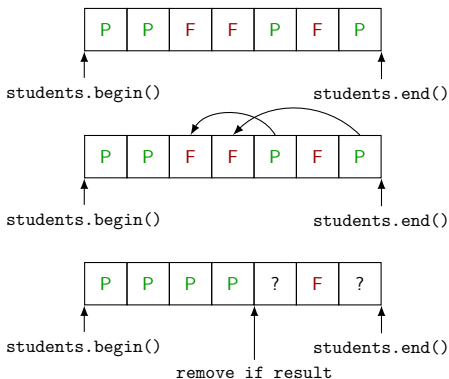 P P F F P F P
students.begin() students.end()
P P F F P F P
students.begin() students.end()
P P P P ? F ?
students.begin() students.end()
remove if result